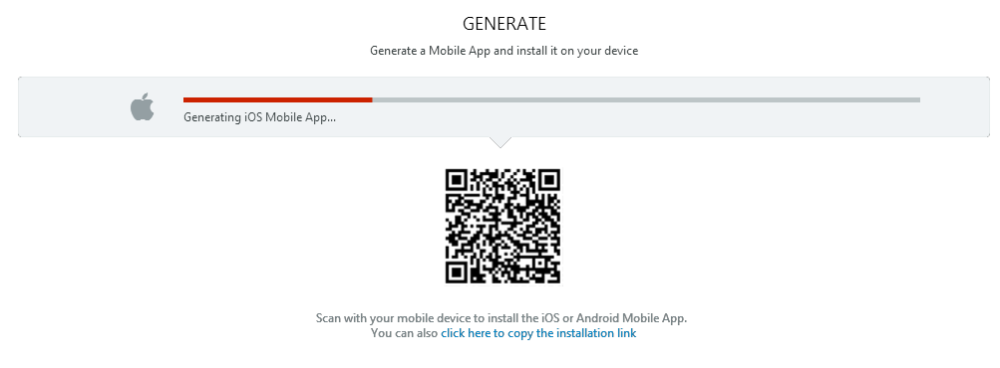 GENERATE
Generate a Mobile App and install it on your device
Generating iOS Mobile App...
Scan with your mobile device to install the iOS or Android Mobile App.
You can also click here to copy the installation link